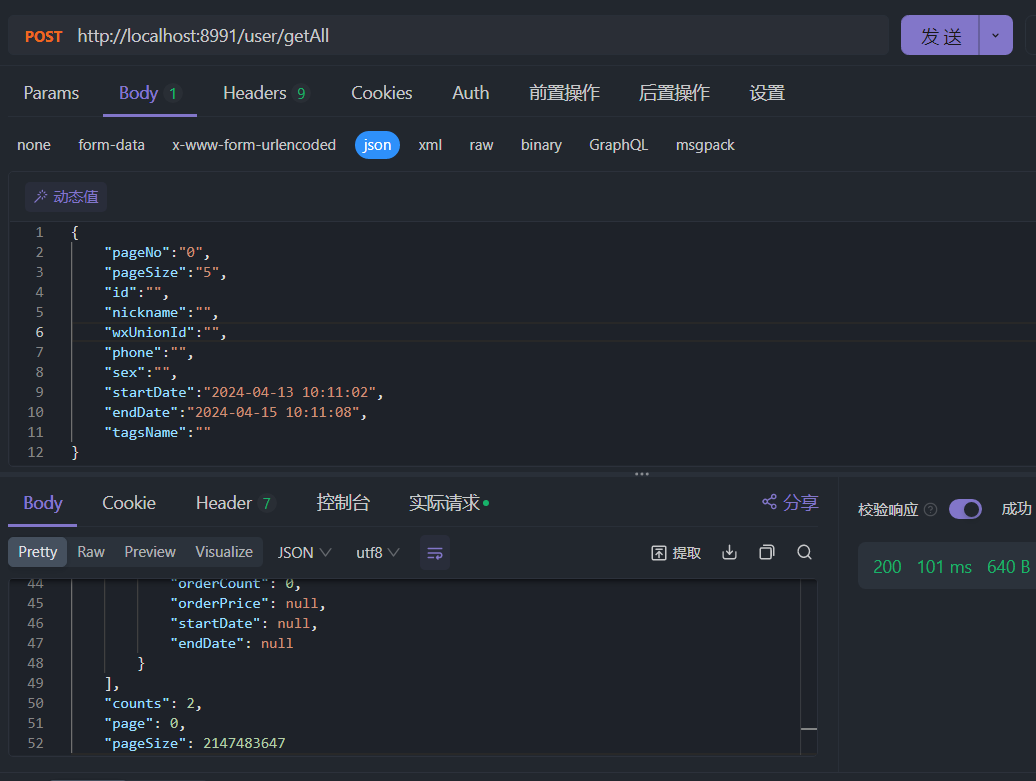 POST http://localhost:8991/user/getAll 发 送
Params Body 1 Headers 9 Cookies Auth 前置操作 后置操作 设置
none form-data x-www-form-urlencoded json xml raw binary GraphQL msgpack
动态值
1 {
2 "pageNo":"0",
3 "pageSize":"5",
4 "id":"",
5 "nickname":"",
6 "wxUnionId":"",
7 "phone":"",
8 "sex":"",
9 "startDate":"2024-04-13 10:11:02",
10 "endDate":"2024-04-15 10:11:08",
11 "tagsName":""
12 }
Body Cookie Header 7 控制台 实际请求 分享 校验响应 成功
Pretty Raw Preview Visualize JSON utf8 提取
200 101 ms 640 B
44 "orderCount": 0,
45 "orderPrice": null,
46 "startDate": null,
47 "endDate": null
48 }
49 ],
50 "counts": 2,
51 "page": 0,
52 "pageSize": 2147483647